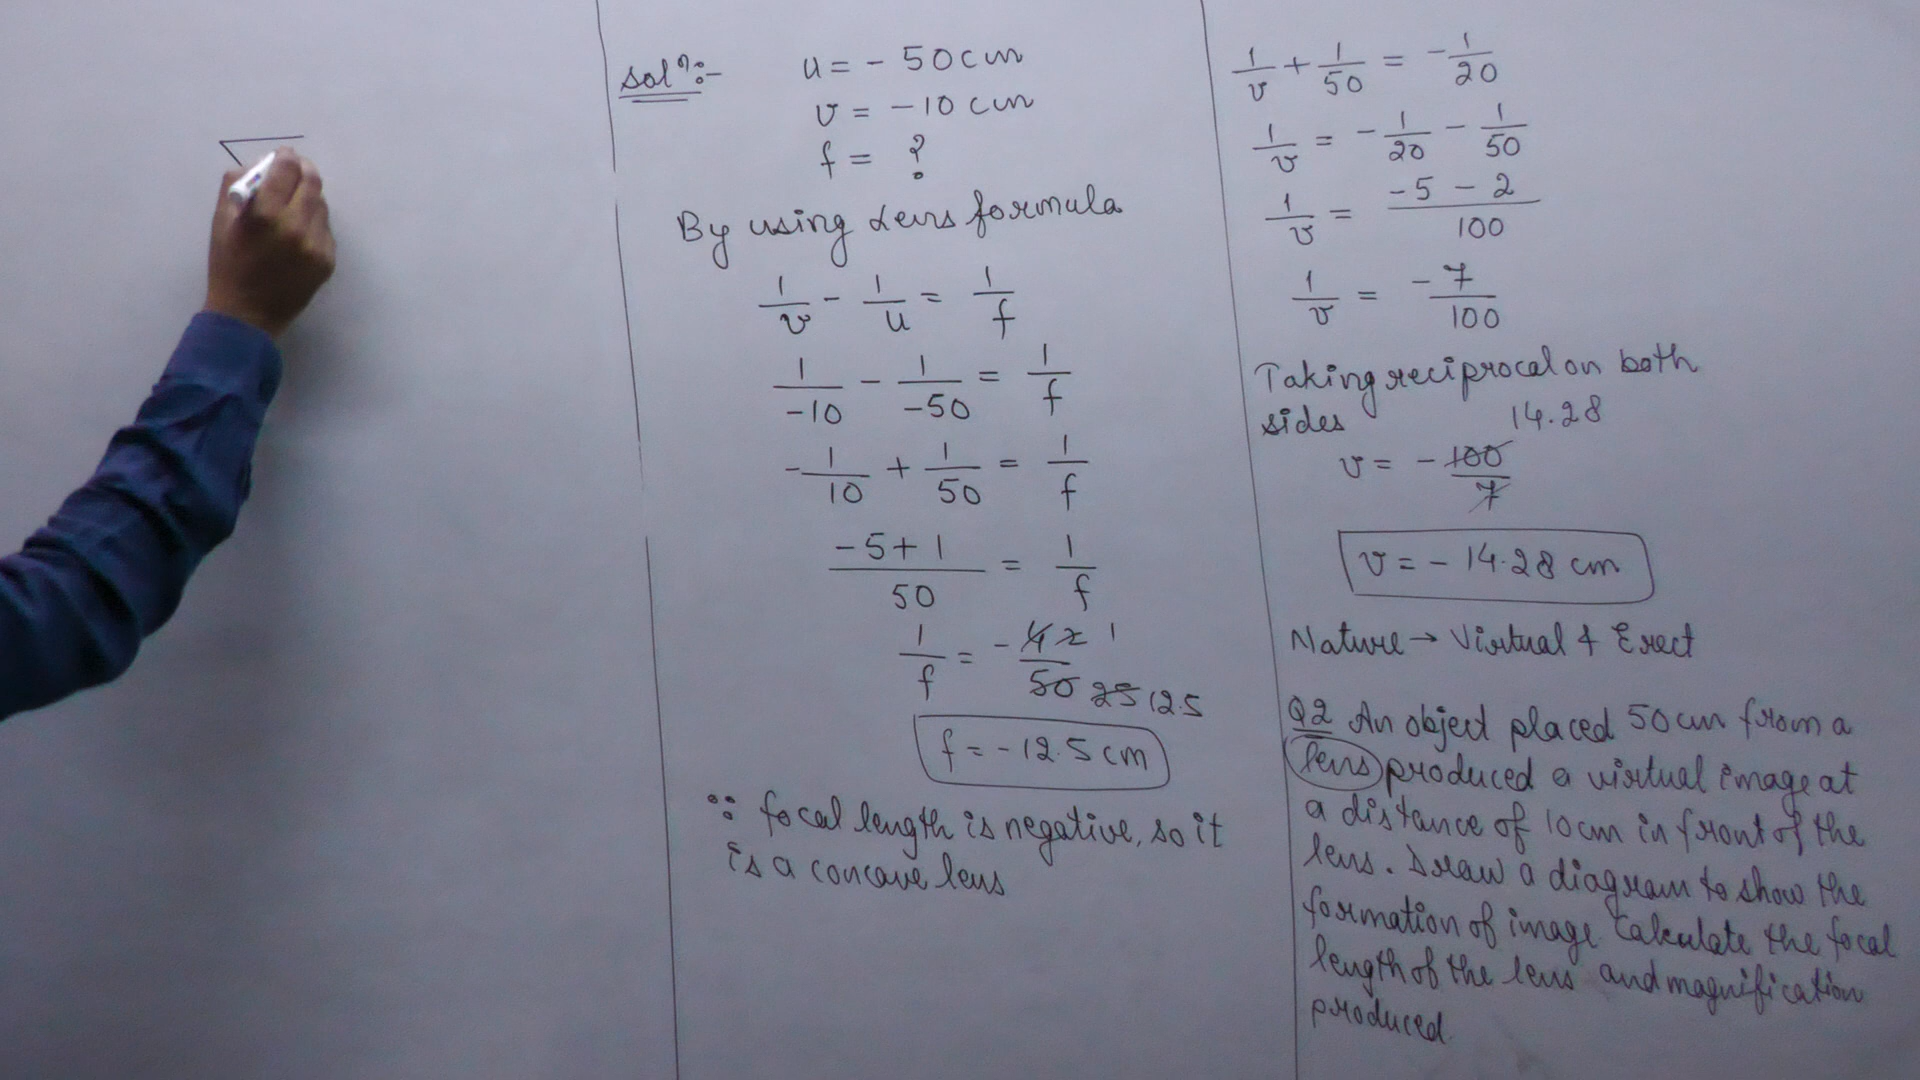 Solⁿ:-
u = - 50 cm
v = -10 cm
f = ?
By using Lens formula
1/v - 1/u = 1/f
1/-10 - 1/-50 = 1/f
-1/10 + 1/50 = 1/f
-5+1/50 = 1/f
1/f = - 4 2 1/50 25 12.5
f = -12.5 cm
∵ focal length is negative, so it
is a concave lens
1/v + 1/50 = -1/20
1/v = -1/20 - 1/50
1/v = -5 - 2/100
1/v = -7/100
Taking reciprocal on both
sides
14.28
v = -100/7
v = - 14.28 cm
Nature → Virtual & Erect
Q2 An object placed 50cm from a
lens produced a virtual image at
a distance of 10cm in front of the
lens. Draw a diagram to show the
formation of image. Calculate the focal
length of the lens and magnification
produced.